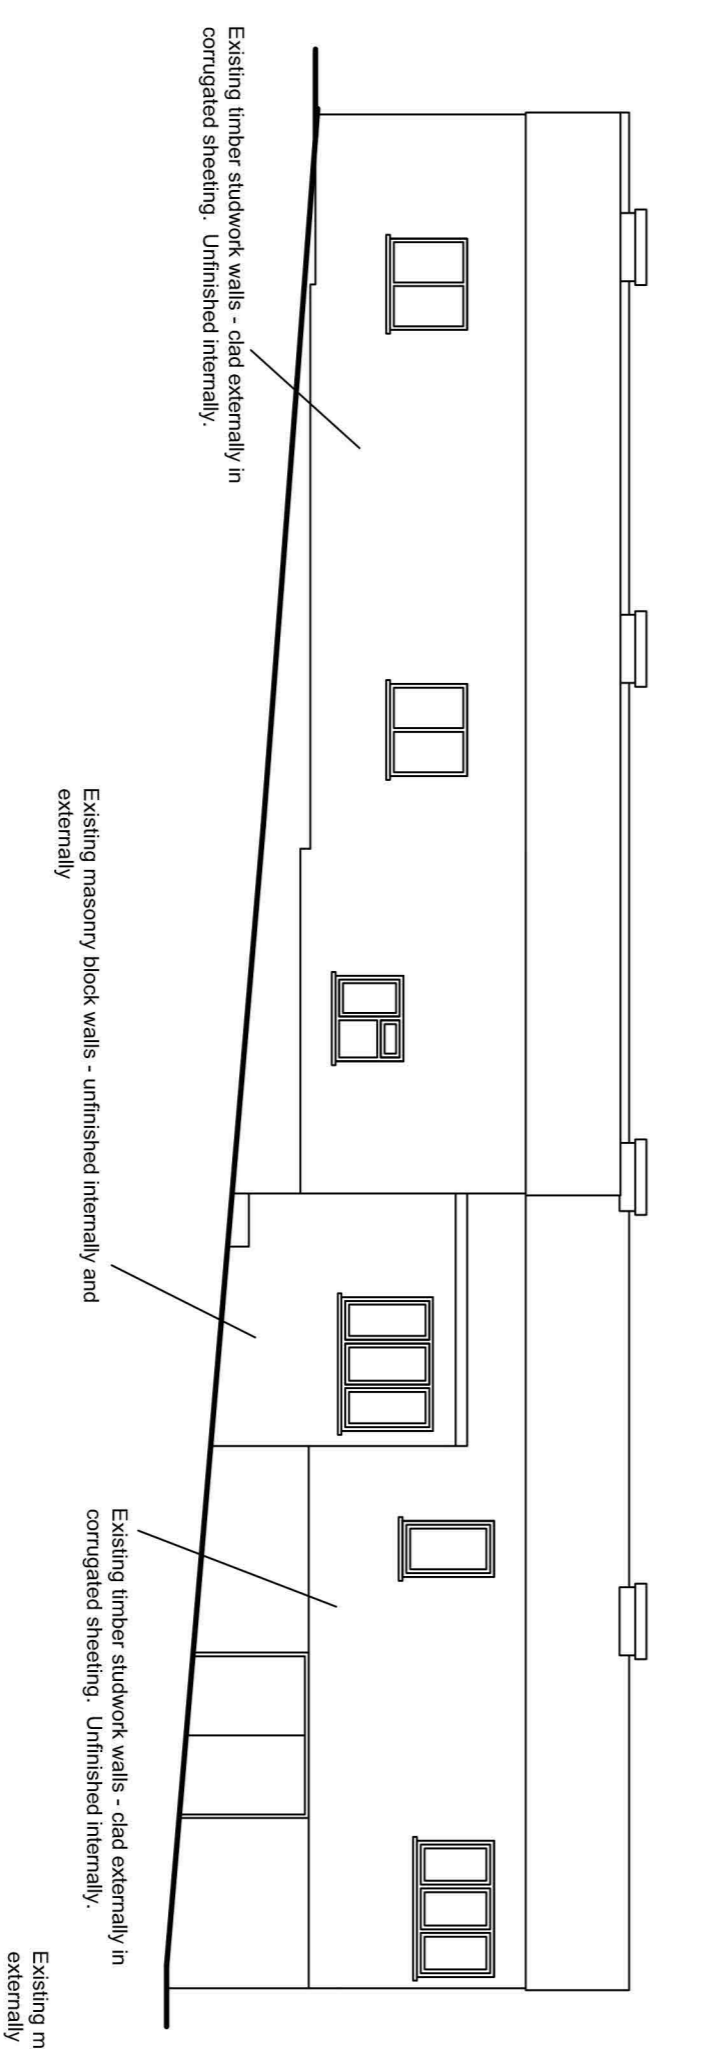 Existing timber studwork walls - clad externally in
corrugated sheeting.  Unfinished internally.
Existing masonry block walls - unfinished internally and
externally
Existing timber studwork walls - clad externally in
corrugated sheeting.  Unfinished internally.
Existing m
externally